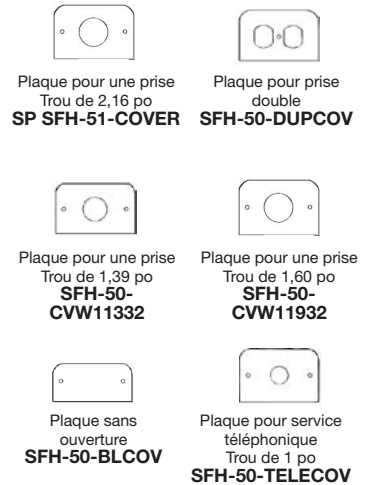 Plaque pour une prise
Trou de 2,16 po
SP SFH-51-COVER
Plaque pour prise
double
SFH-50-DUPCOV
Plaque pour une prise
Trou de 1,39 po
SFH-50-
CVW11332
Plaque pour une prise
Trou de 1,60 po
SFH-50-
CVW11932
Plaque sans
ouverture
SFH-50-BLCOV
Plaque pour service
téléphonique
Trou de 1 po
SFH-50-TELECOV